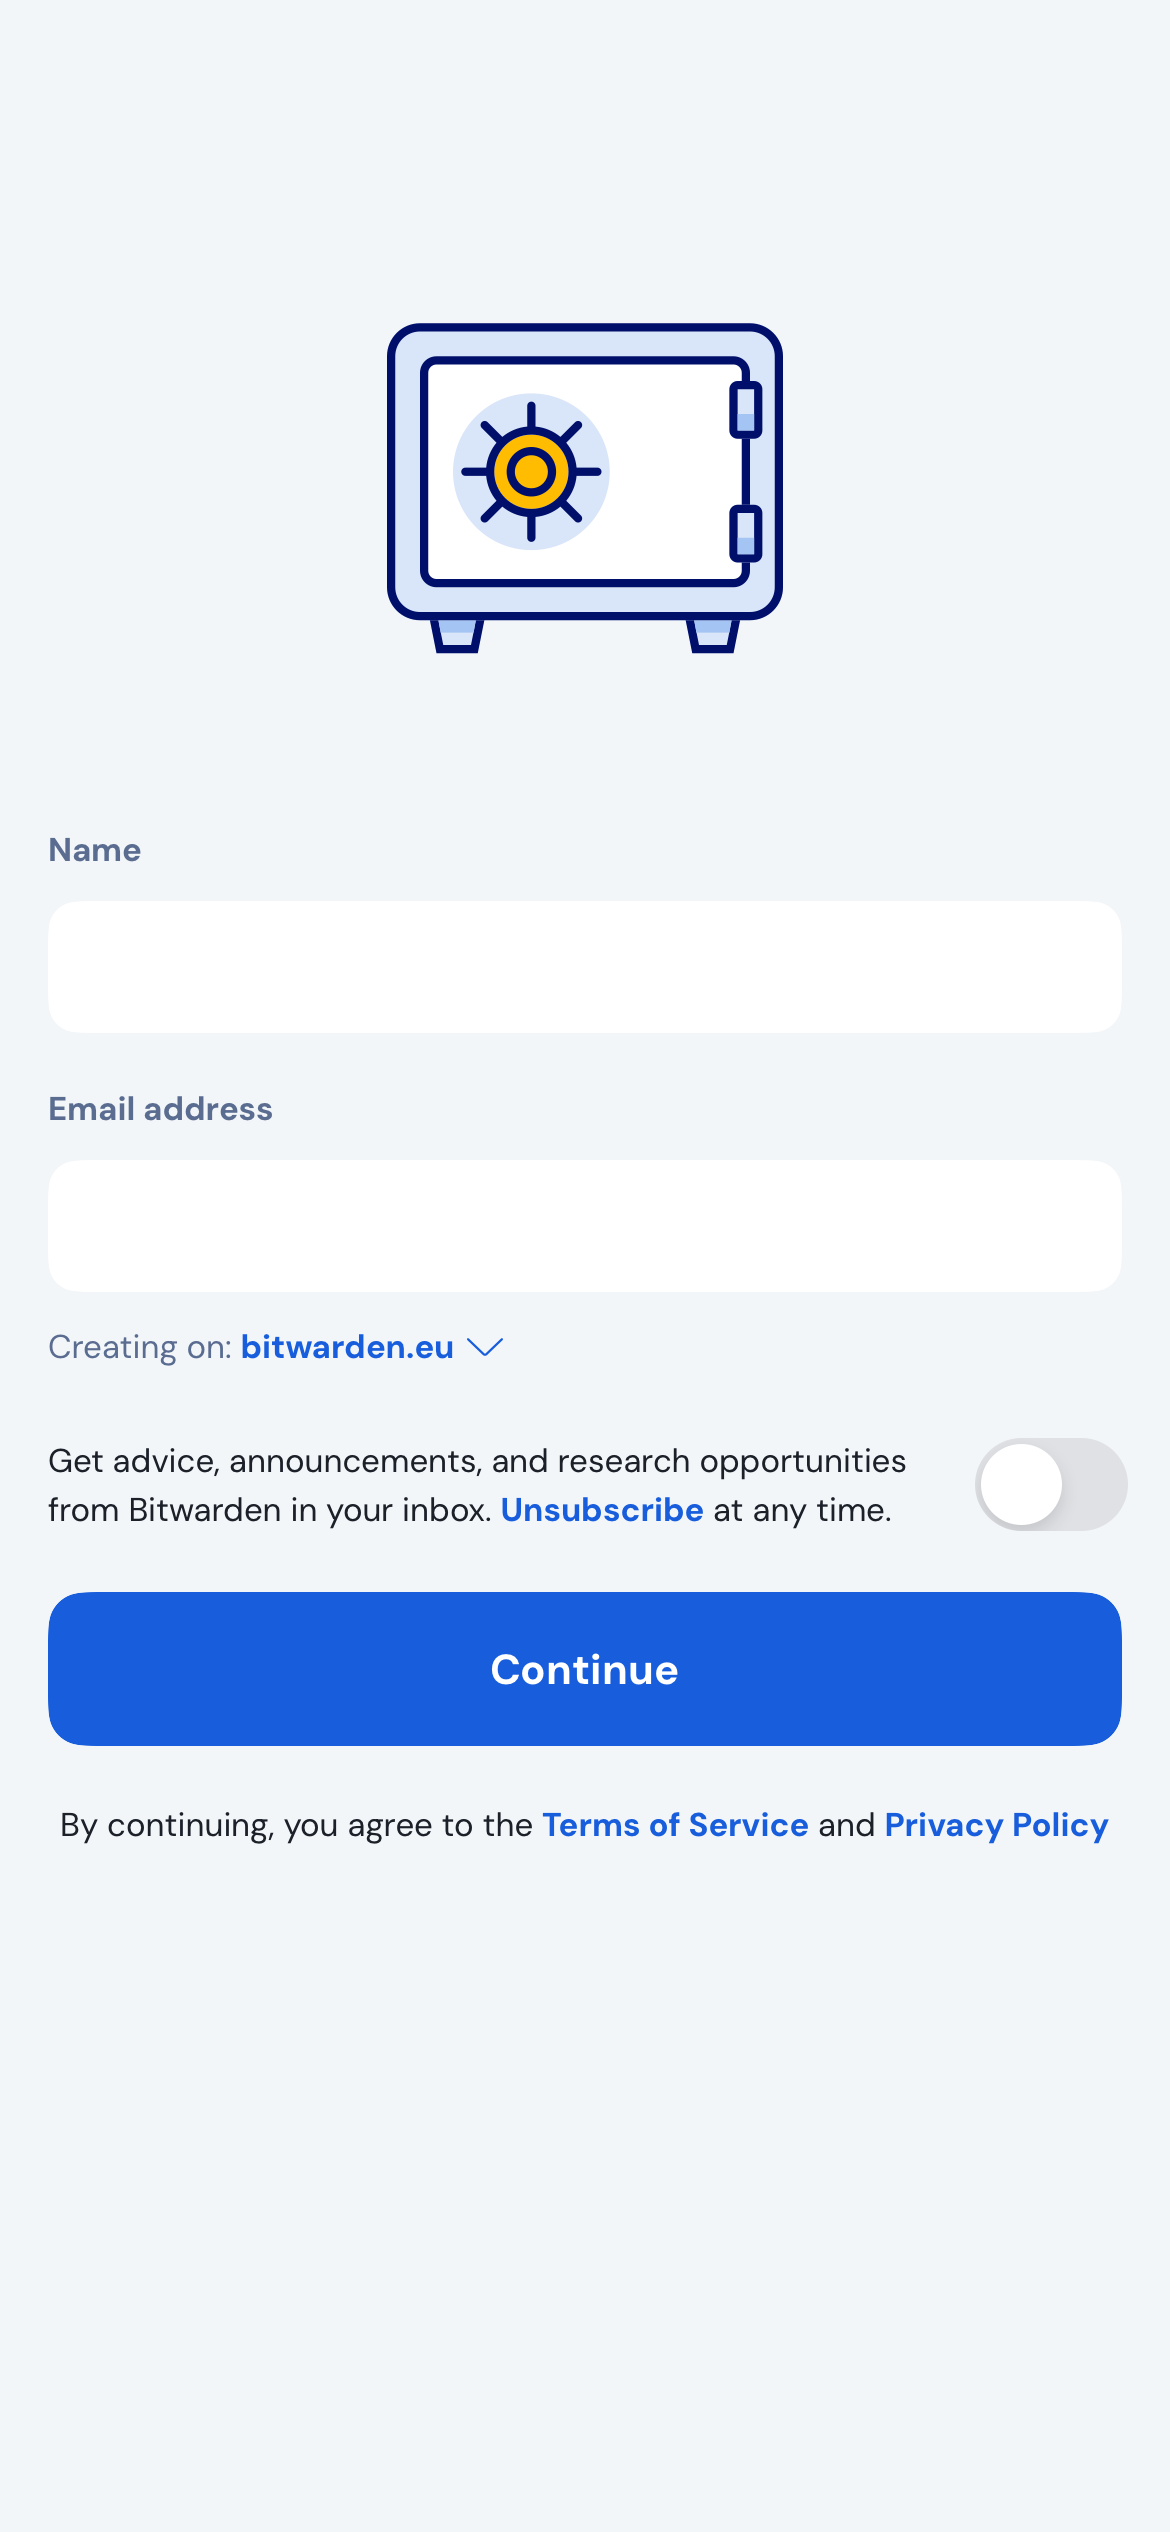 Name
Email address
Creating on: bitwarden.eu
Get advice, announcements, and research opportunities
from Bitwarden in your inbox. Unsubscribe at any time.
Continue
By continuing, you agree to the Terms of Service and Privacy Policy